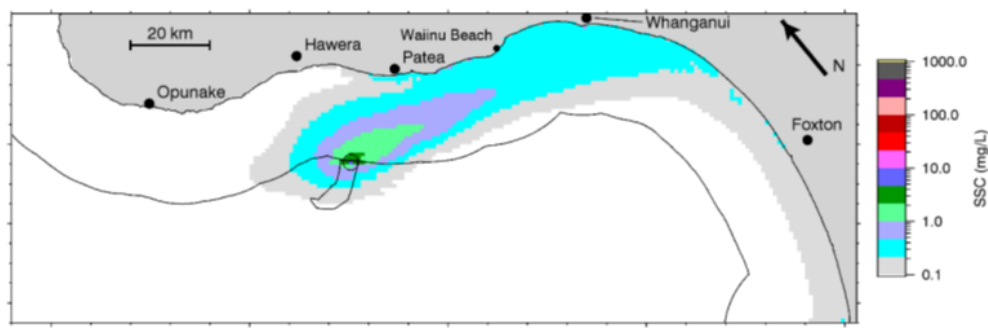 Whanganui
20 km
Hawera
Waiinu Beach
Patea
N
Opunake
Foxton
1000.0
100.0
10.0
1.0
0.1
SSC (mg/L)